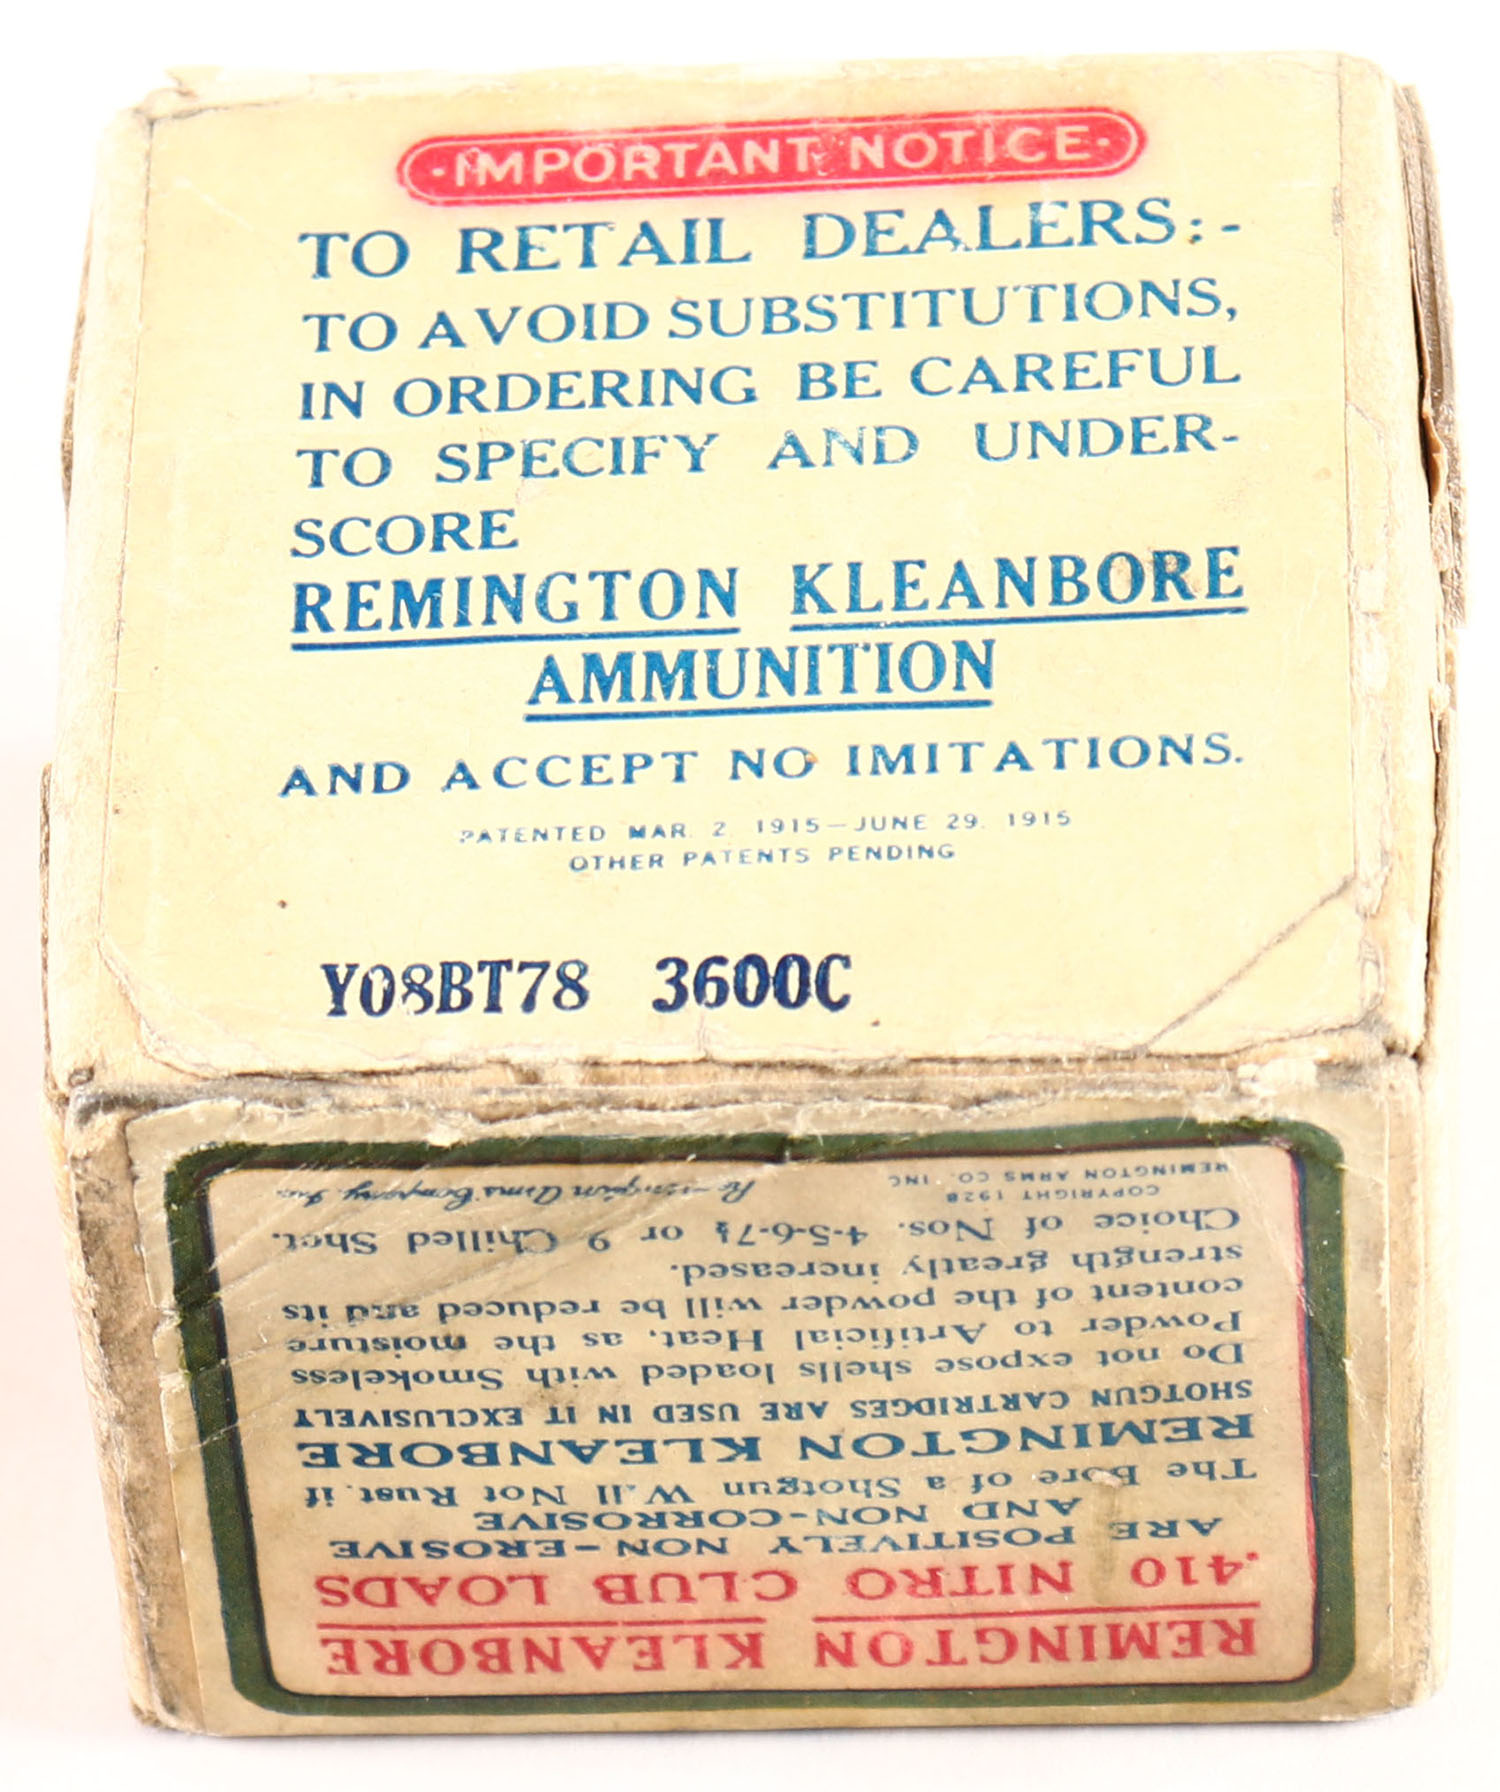 ·IMPORTANT NOTICE·
TO RETAIL DEALERS:-
TO AVOID SUBSTITUTIONS,
IN ORDERING BE CAREFUL
TO SPECIFY AND UNDER-
SCORE
REMINGTON KLEANBORE
AMMUNITION
AND ACCEPT NO IMITATIONS.
PATENTED MAR. 2. 1915—JUNE 29. 1915
OTHER PATENTS PENDING
Y08BT78 3600C
REMINGTON KLEANBORE
.410 NITRO CLUB LOADS
ARE POSITIVELY NON-EROSIVE
AND NON-CORROSIVE
The Bore of a Shotgun Will Not Rust if
REMINGTON KLEANBORE
SHOTGUN CARTRIDGES ARE USED IN IT EXCLUSIVELY
Do not expose shells loaded with Smokeless
Powder to Artificial Heat, as the moisture
content of the powder will be reduced and its
strength greatly increased.
Choice of Nos. 4-5-6-7½ or 9 Chilled Shot.
COPYRIGHT 1928
REMINGTON ARMS CO. INC
Remington Arms Company, Inc.